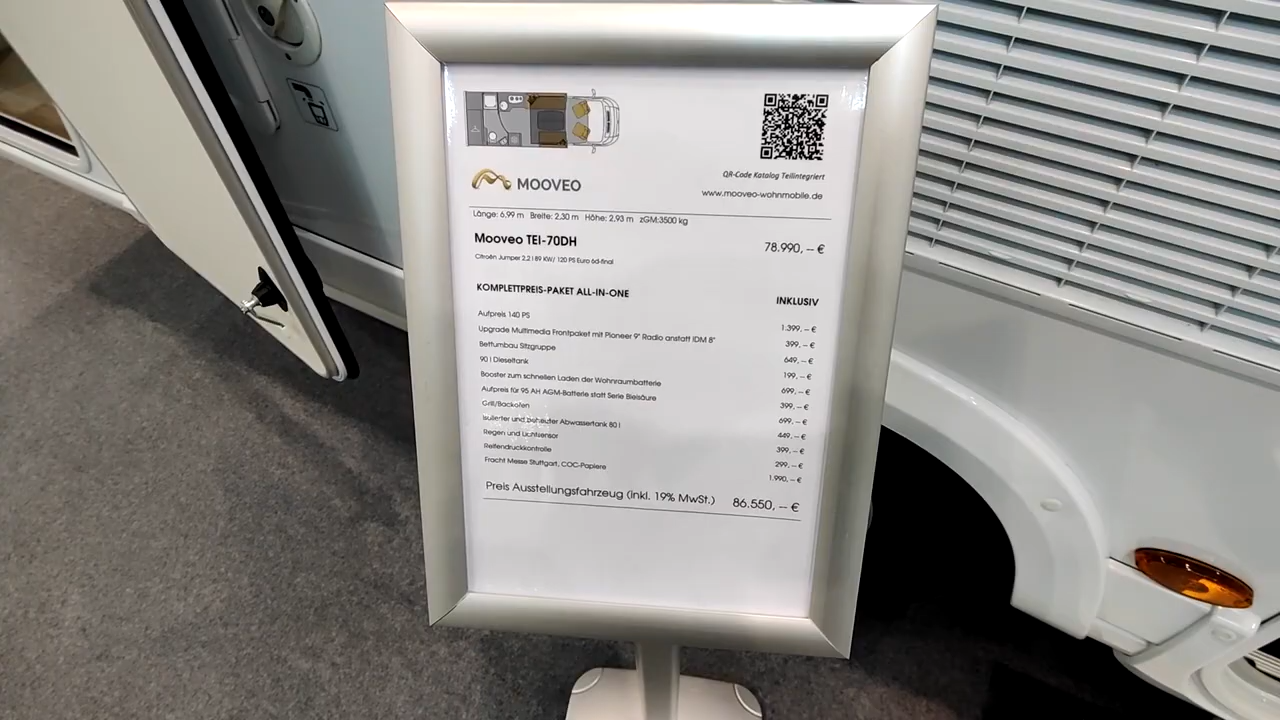 QR-Code Katalog Teilintegriert
MOOVEO
www.mooveo-wohnmobile.de
Länge: 6,99 m Breite: 2,30 m Höhe: 2,93 m zGM:3500 kg
Mooveo TEI-70DH 78.990, -- €
Citroën Jumper 2,2 l 89 KW/ 120 PS Euro 6d-final
KOMPLETTPREIS-PAKET ALL-IN-ONE INKLUSIV
Aufpreis 140 PS 1.399, -- €
Upgrade Multimedia Frontpaket mit Pioneer 9" Radio anstatt IDM 8" 399, -- €
Bettumbau Sitzgruppe 649, -- €
90 l Dieseltank 199, -- €
Booster zum schnellen Laden der Wohnraumbatterie 699, -- €
Aufpreis für 95 AH AGM-Batterie statt Serie Bleisäure 399, -- €
Grill/Backofen 699, -- €
Isolierter und beheizter Abwassertank 80 l 449, -- €
Regen und Lichtsensor 399, -- €
Reifendruckkontrolle 299, -- €
Fracht Messe Stuttgart, COC-Papiere 1.990, -- €
Preis Ausstellungsfahrzeug (inkl. 19% MwSt.) 86.550, -- €